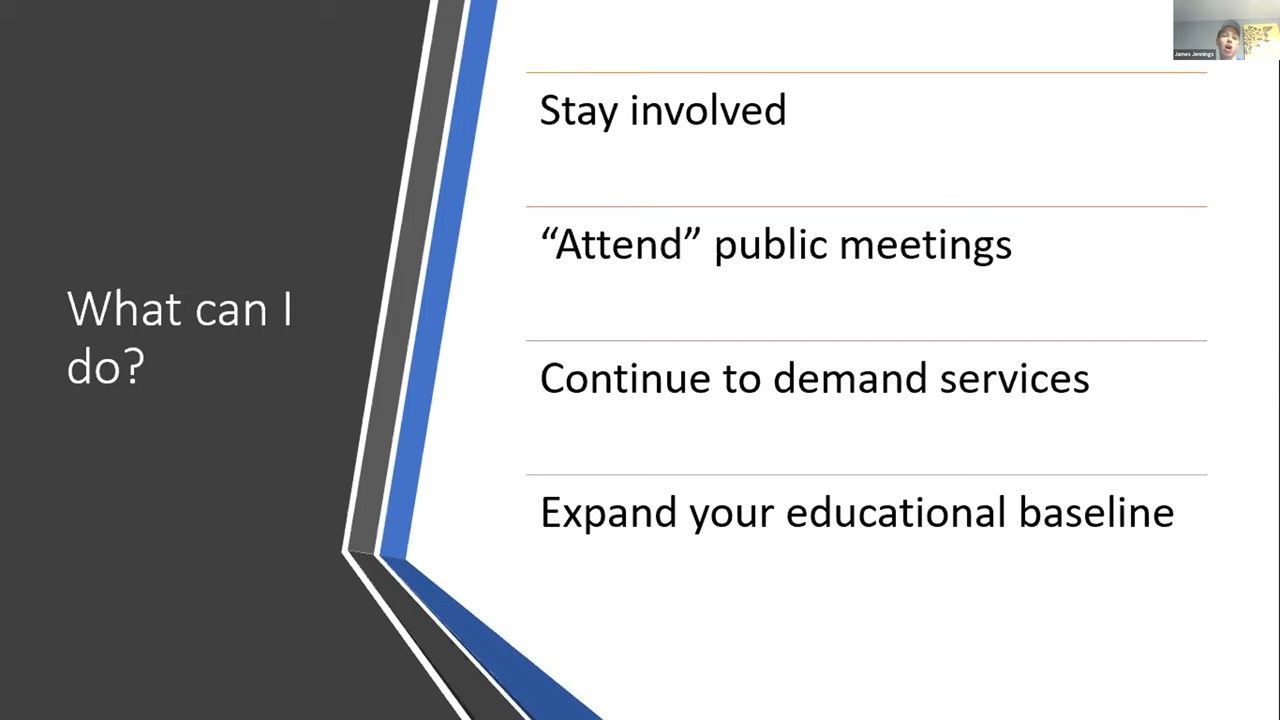 James Jennings
Stay involved
“Attend” public meetings
What can I
do?
Continue to demand services
Expand your educational baseline